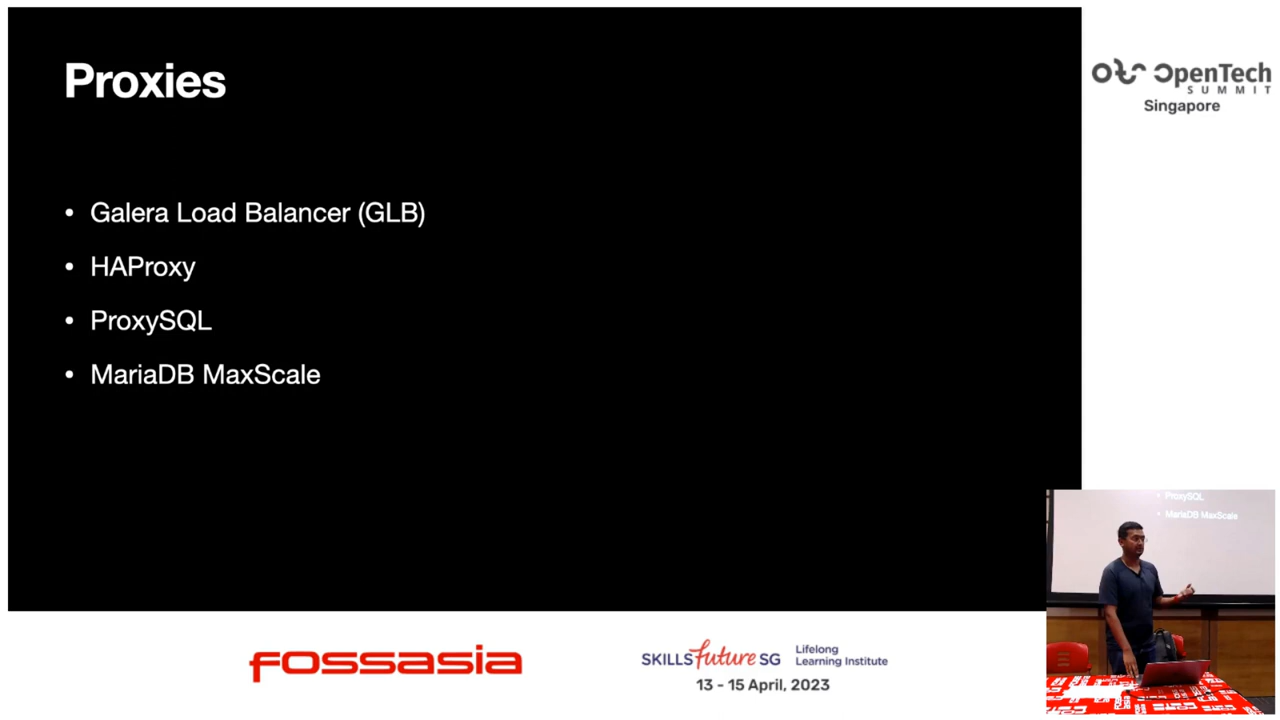 Proxies
• Galera Load Balancer (GLB)
• HAProxy
• ProxySQL
• MariaDB MaxScale
OpenTech
SUMMIT
Singapore
• ProxySQL
• MariaDB MaxScale
fossasia
SKILLSfuture SG
Lifelong
Learning Institute
13 - 15 April, 2023